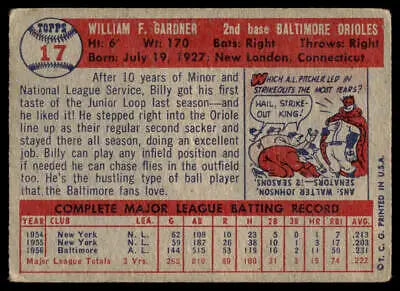 TOPPS
17
WILLIAM F. GARDNER 2nd base BALTIMORE ORIOLES
Ht: 6' Wt: 170 Bats: Right Throws: Right
Born: July 19, 1927: New London, Connecticut
After 10 years of Minor and
National League Service, Billy got his first
taste of the Junior Loop last season—and
he liked it! He stepped right into the Oriole
line up as their regular second sacker and
stayed there all season doing an excellent
job. Billy can play any position in the
infield and he can chase flies in the outfield
too. He's the hustling type of ball player
that the Baltimore fans love.
WHICH A.L. PITCHER LED IN
STRIKEOUTS THE MOST YEARS?
HAIL, STRIKE-
OUT KING!
ANS: WALTER JOHNSON
SENATORS-12 SEASONS
COMPLETE MAJOR LEAGUE BATTING RECORD
YEAR CLUB LEA. G AB R H 2B 3B HR RBI AVG.
1954 New York N. L. 62 108
1955 New York N. L. 59 187
1956 Baltimore A. L. 
Major League Totals 3 Yrs.
© T. C. G. PRINTED IN U.S.A.